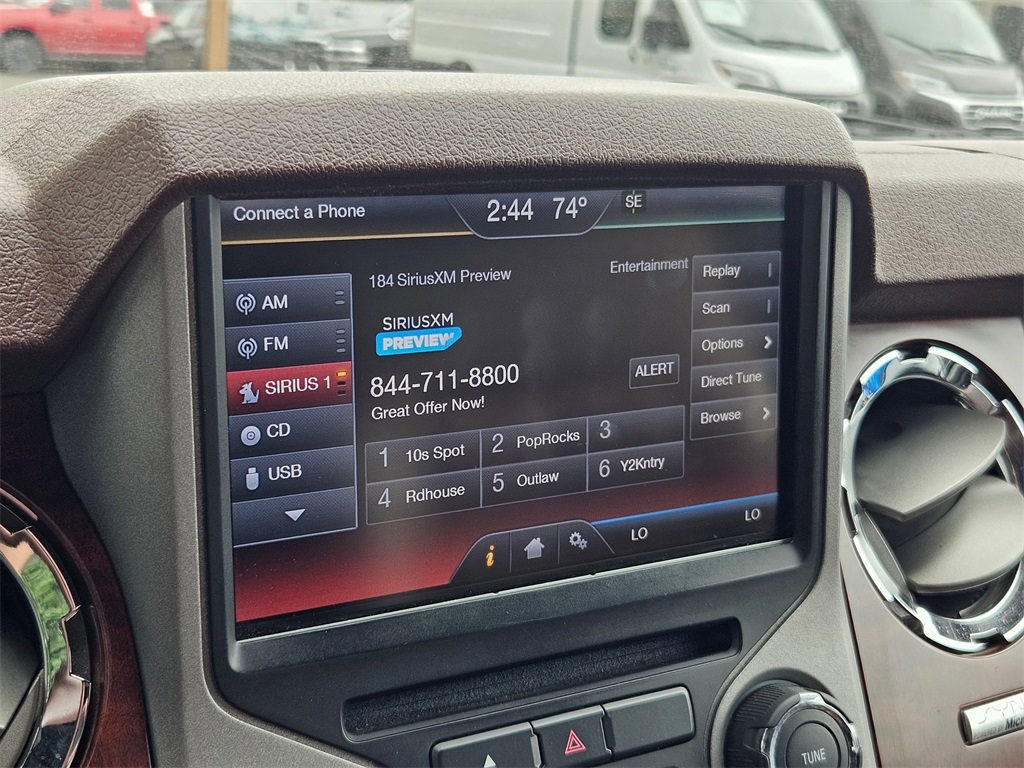 Connect a Phone
2:44 74°
SE
184 SiriusXM Preview
Entertainment
AM
FM
SIRIUS 1
CD
USB
SIRIUSXM
PREVIEW
844-711-8800
Great Offer Now!
ALERT
1 10s Spot
2 PopRocks
3
4 Rdhouse
5 Outlaw
6 Y2Kntry
Replay
Scan
Options
Direct Tune
Browse
i
LO
LO
TUNE
SYNC